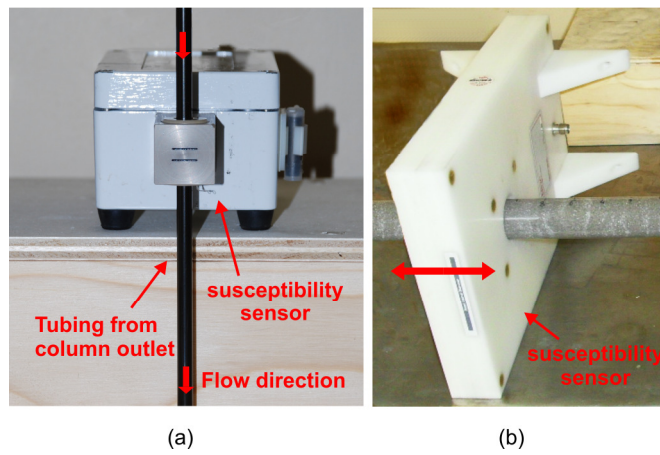 susceptibility
sensor
Tubing from
column outlet
Flow direction
susceptibility
sensor
(a)
(b)